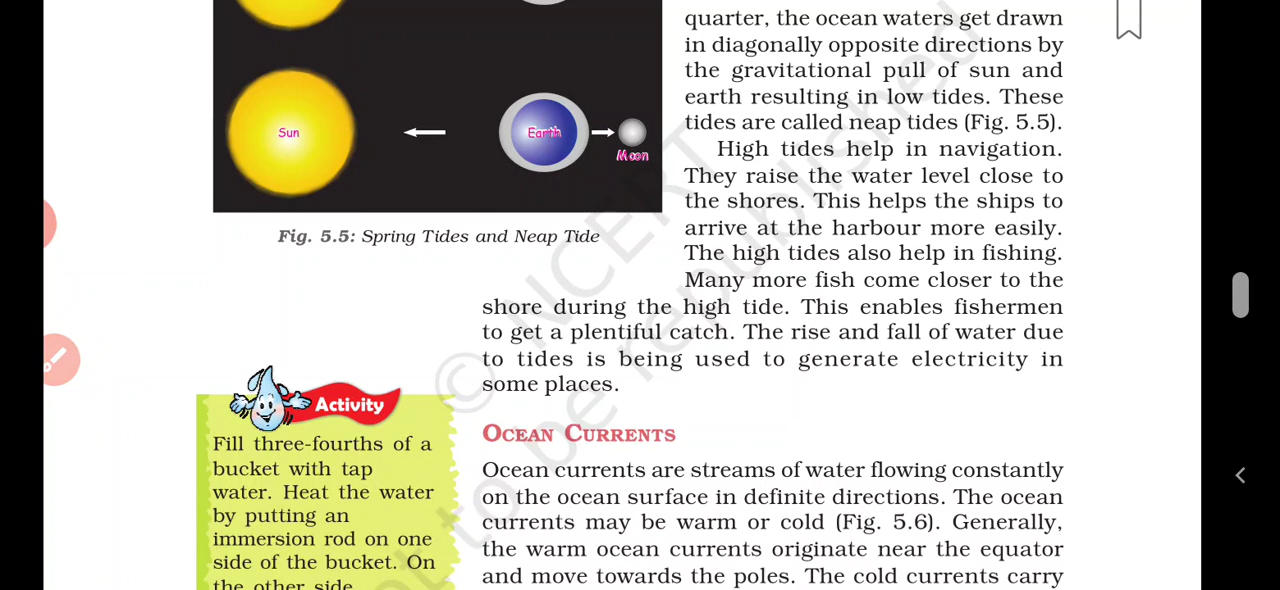 quarter, the ocean waters get drawn
in diagonally opposite directions by
the gravitational pull of sun and
earth resulting in low tides. These
tides are called neap tides (Fig. 5.5).
High tides help in navigation.
They raise the water level close to
the shores. This helps the ships to
arrive at the harbour more easily.
The high tides also help in fishing.
Many more fish come closer to the
shore during the high tide. This enables fishermen
to get a plentiful catch. The rise and fall of water due
to tides is being used to generate electricity in
some places.
Sun
Earth
Moon
Fig. 5.5: Spring Tides and Neap Tide
Activity
Fill three-fourths of a
bucket with tap
water. Heat the water
by putting an
immersion rod on one
side of the bucket. On
the other side
OCEAN CURRENTS
Ocean currents are streams of water flowing constantly
on the ocean surface in definite directions. The ocean
currents may be warm or cold (Fig. 5.6). Generally,
the warm ocean currents originate near the equator
and move towards the poles. The cold currents carry
© NCERT
not to be republished